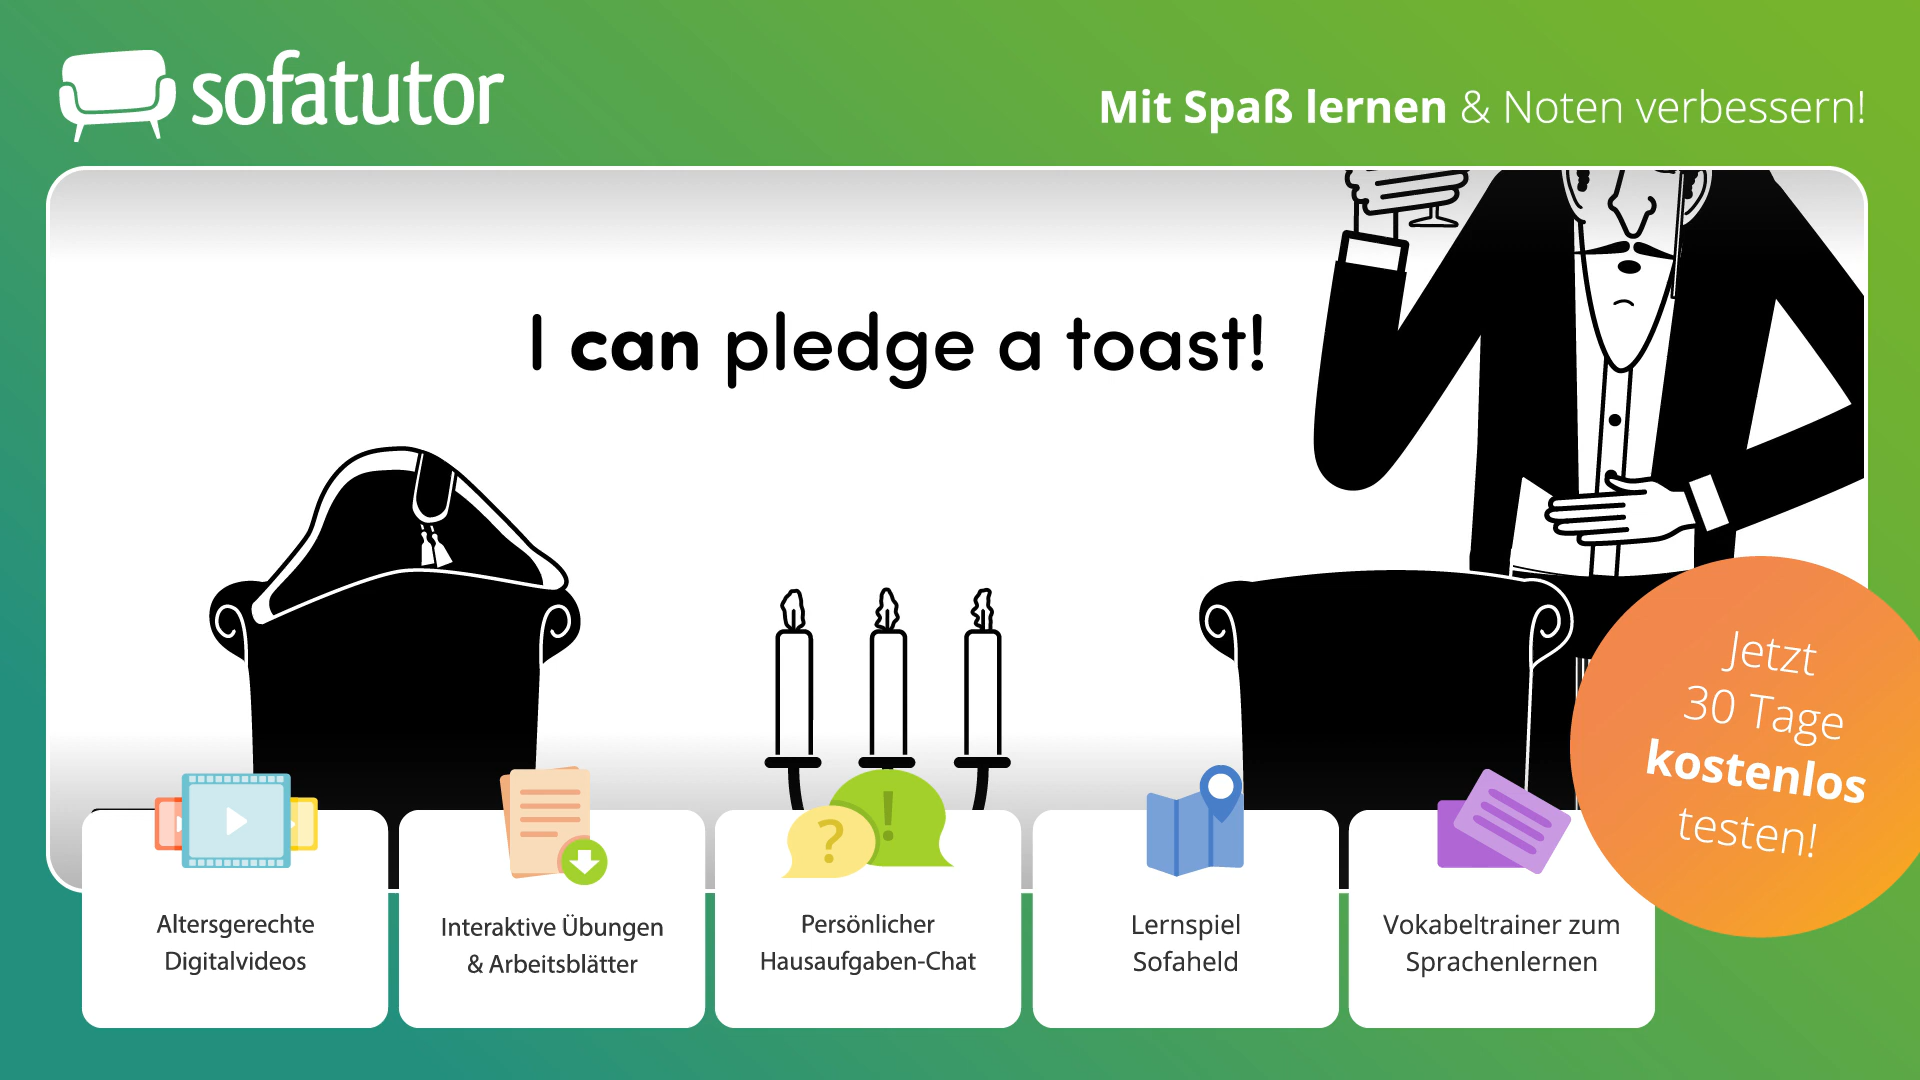 sofatutor
Mit Spaß lernen & Noten verbessern!
I can pledge a toast!
Jetzt
30 Tage
kostenlos
testen!
?
!
Altersgerechte
Digitalvideos
Interaktive Übungen
& Arbeitsblätter
Persönlicher
Hausaufgaben-Chat
Lernspiel
Sofaheld
Vokabeltrainer zum
Sprachenlernen